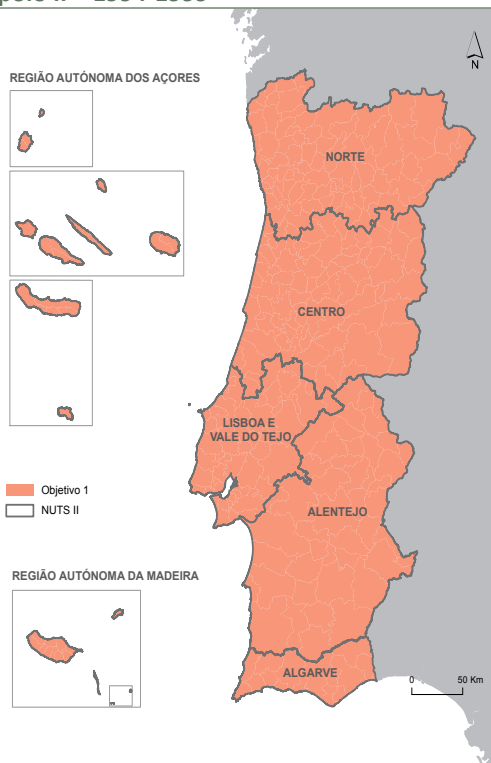 N
REGIÃO AUTÓNOMA DOS AÇORES
NORTE
CENTRO
LISBOA E
VALE DO TEJO
Objetivo 1
NUTS II
ALENTEJO
REGIÃO AUTÓNOMA DA MADEIRA
ALGARVE
0 50 Km